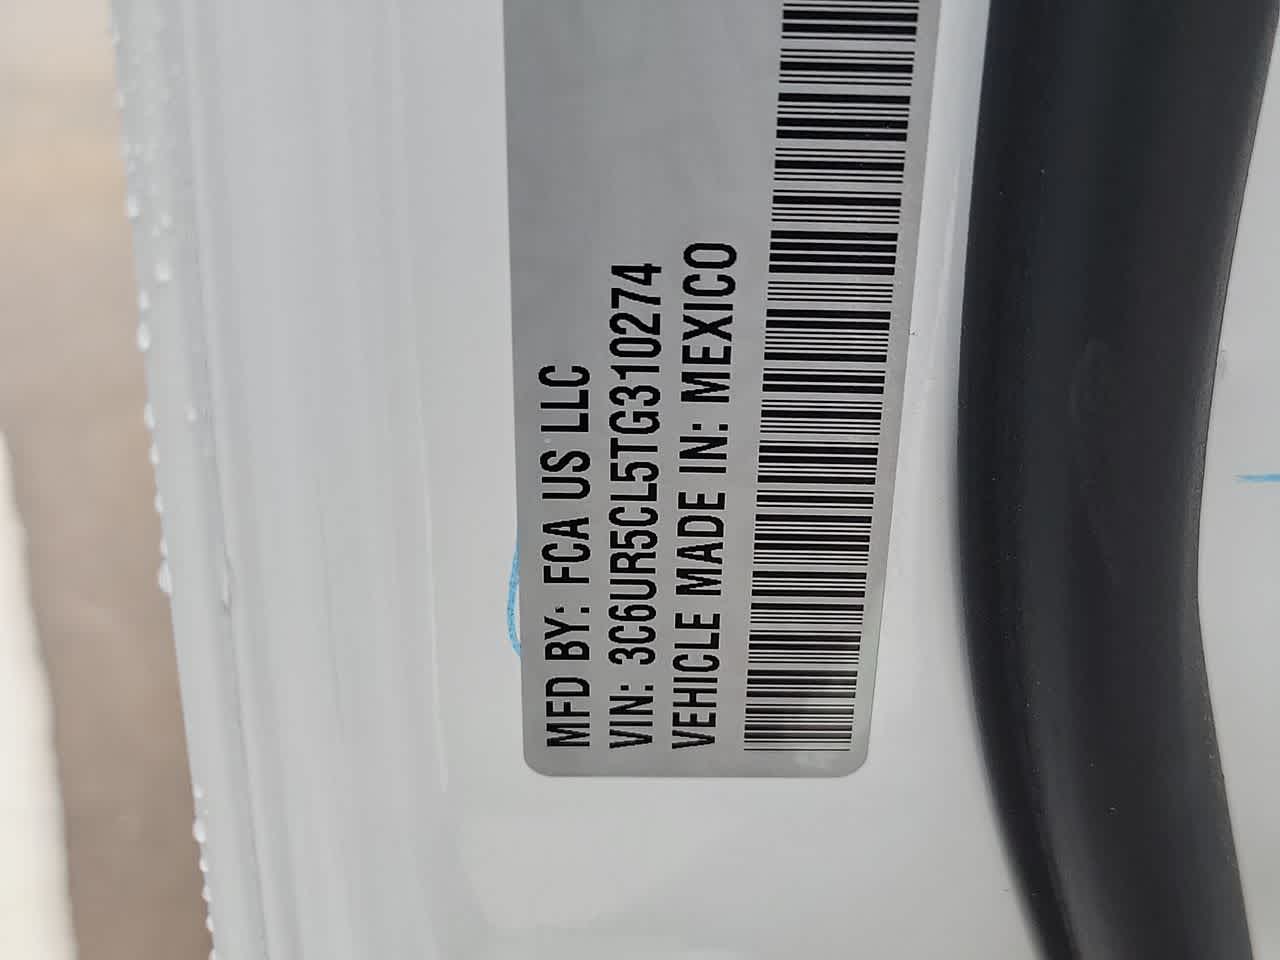 MFD BY: FCA US LLC
VIN: 3C6UR5CL5TG310274
VEHICLE MADE IN: MEXICO